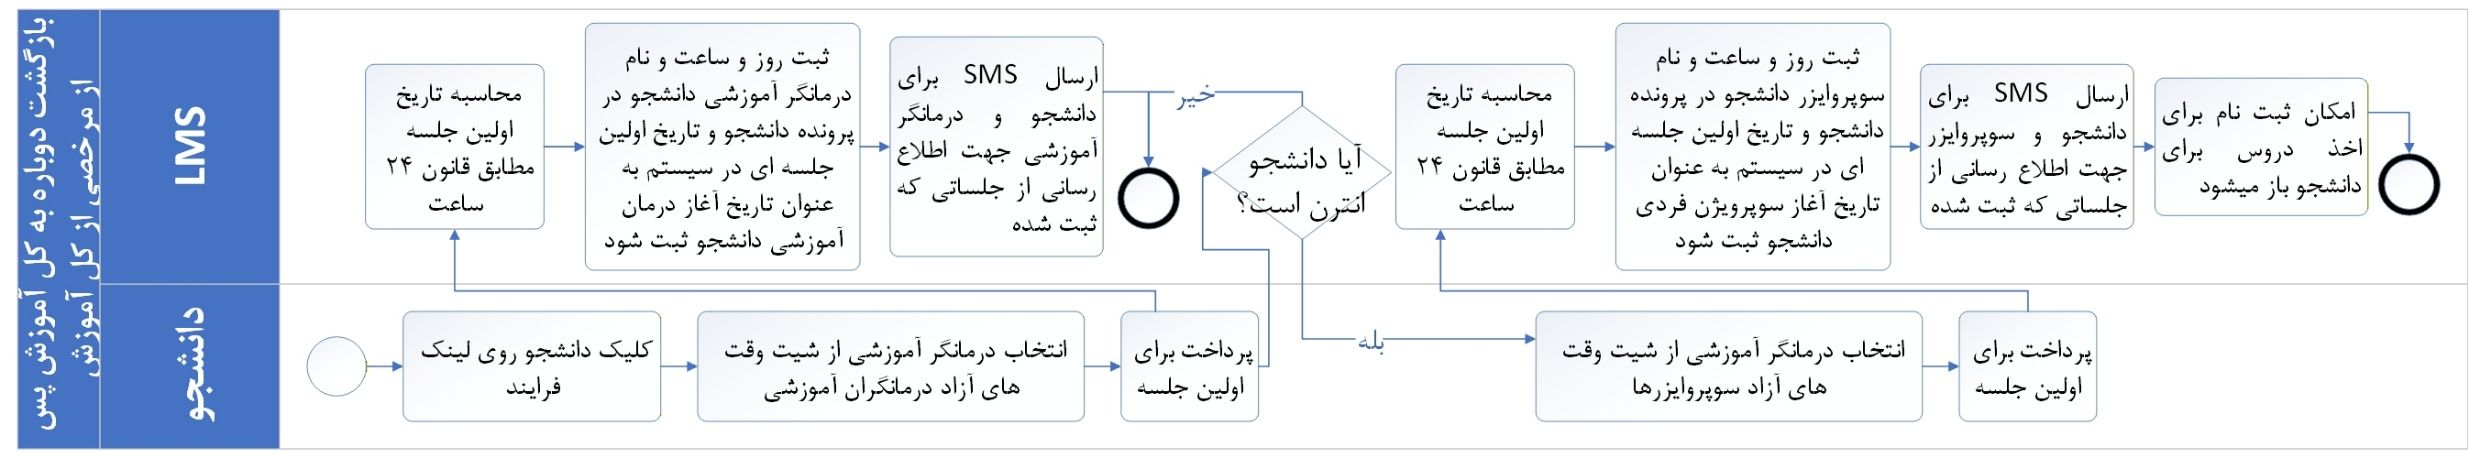 بازگشت دوباره به کل آموزش پس
از مرخصی از کل آموزش
LMS
محاسبه تاریخ
اولین جلسه
مطابق قانون ۲۴
ساعت
ثبت روز و ساعت و نام
درمانگر آموزشی دانشجو در
پرونده دانشجو و تاریخ اولین
جلسه ای در سیستم به
عنوان تاریخ آغاز درمان
آموزشی دانشجو ثبت شود
ارسال SMS برای
دانشجو و درمانگر
آموزشی جهت اطلاع
رسانی از جلساتی که
ثبت شده
خیر
آیا دانشجو
انترن است؟
محاسبه تاریخ
اولین جلسه
مطابق قانون ۲۴
ساعت
ثبت روز و ساعت و نام
سوپروایزر دانشجو در پرونده
دانشجو و تاریخ اولین جلسه
ای در سیستم به عنوان
تاریخ آغاز سوپرویژن فردی
دانشجو ثبت شود
ارسال SMS برای
دانشجو و سوپروایزر
جهت اطلاع رسانی از
جلساتی که ثبت شده
امکان ثبت نام برای
اخذ دروس برای
دانشجو باز میشود
دانشجو
کلیک دانشجو روی لینک
فرایند
انتخاب درمانگر آموزشی از شیت وقت
های آزاد درمانگران آموزشی
پرداخت برای
اولین جلسه
بله
انتخاب درمانگر آموزشی از شیت وقت
های آزاد سوپروایزرها
پرداخت برای
اولین جلسه